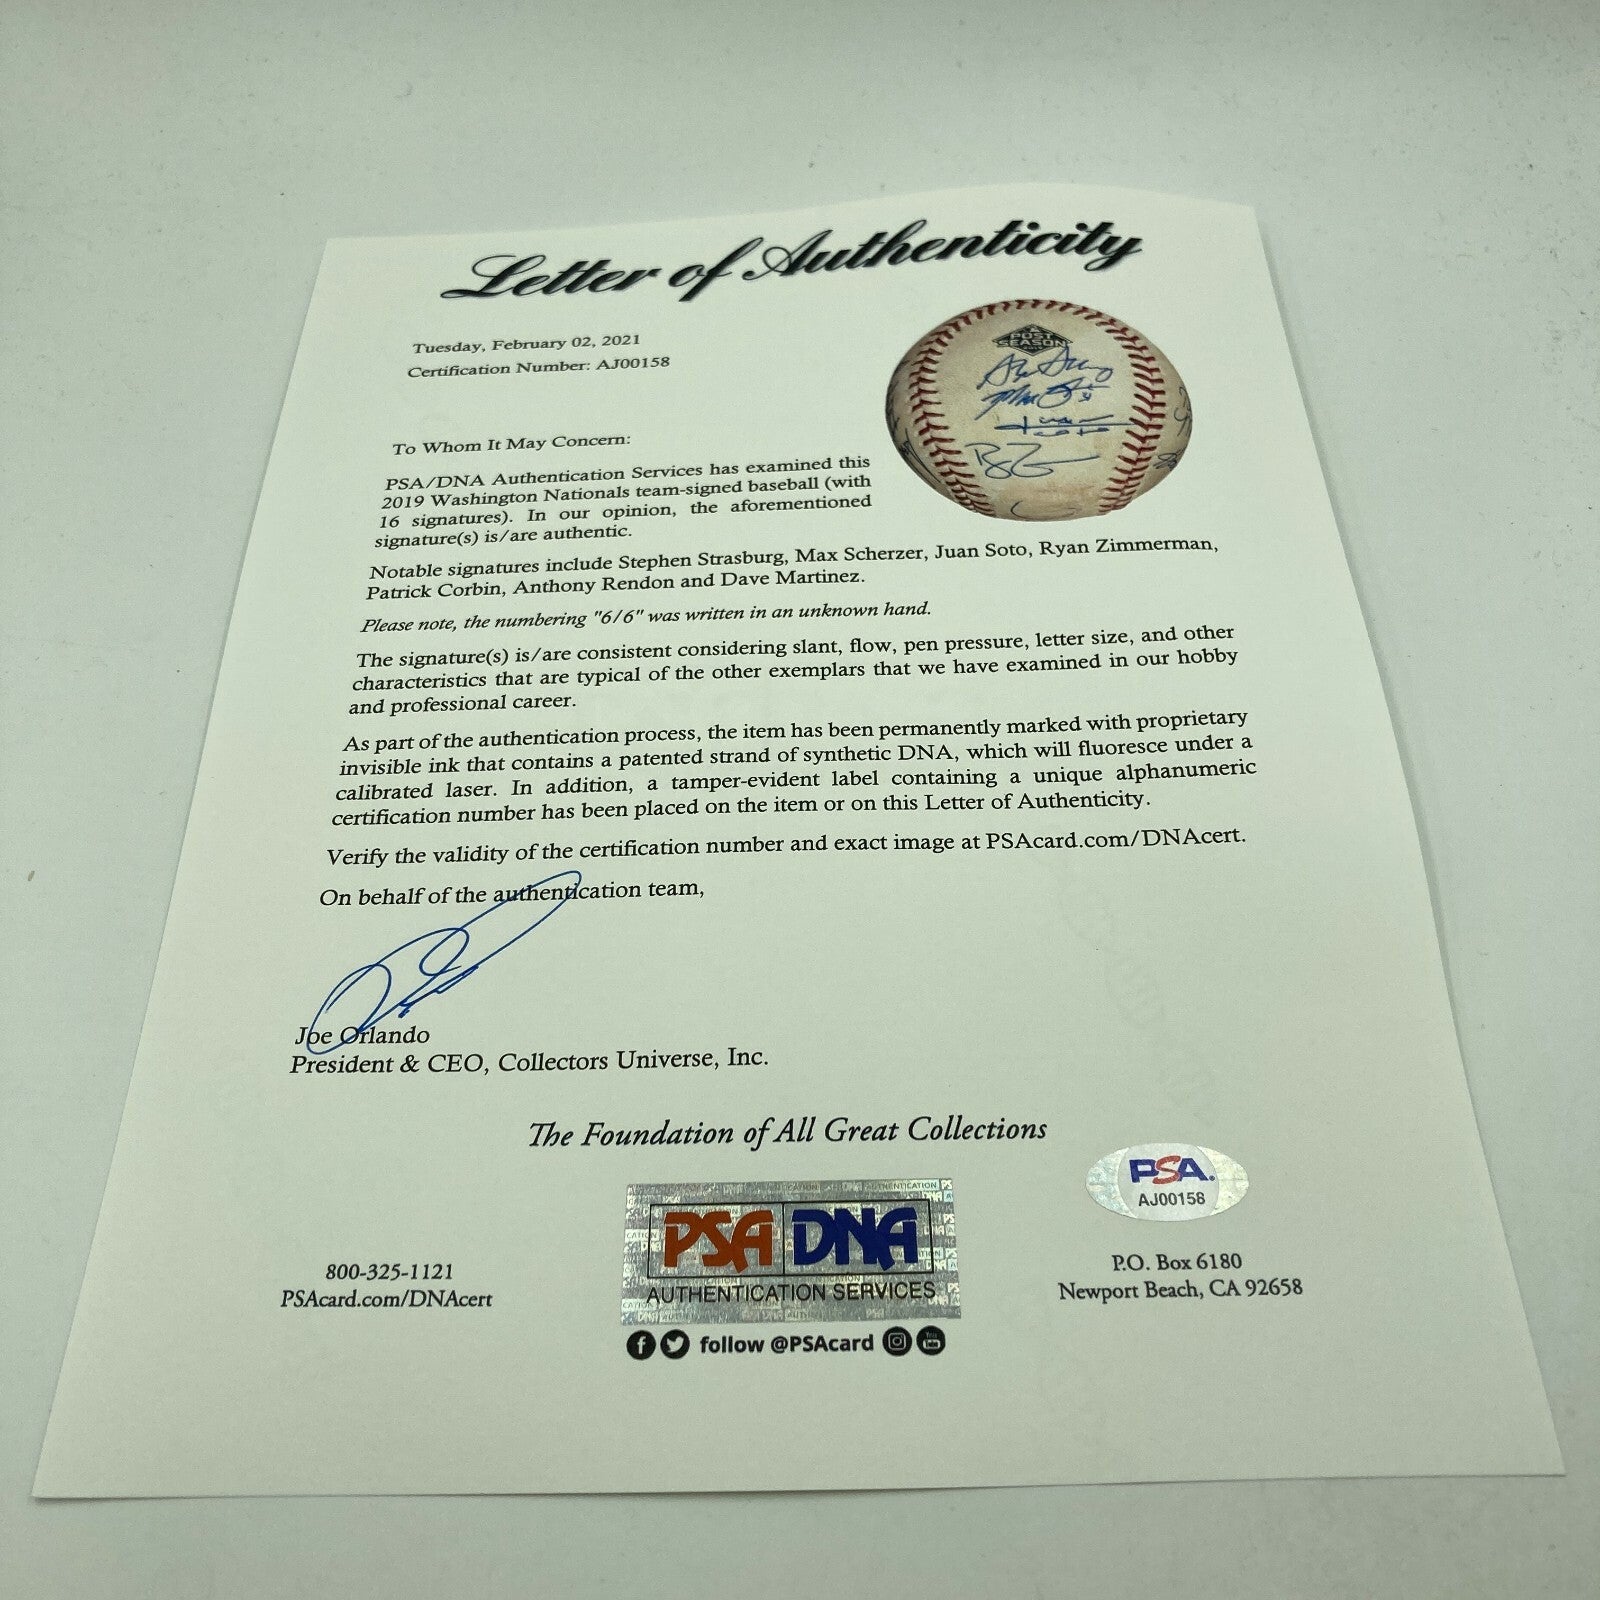 Letter of Authenticity
Tuesday, February 02, 2021
Certification Number: AJ00158
POST
SEASON
To Whom It May Concern:
PSA/DNA Authentication Services has examined this
2019 Washington Nationals team-signed baseball (with
16 signatures). In our opinion, the aforementioned
signature(s) is/are authentic.
Notable signatures include Stephen Strasburg, Max Scherzer, Juan Soto, Ryan Zimmerman,
Patrick Corbin, Anthony Rendon and Dave Martinez.
Please note, the numbering "6/6" was written in an unknown hand.
The signature(s) is/are consistent considering slant, flow, pen pressure, letter size, and other
characteristics that are typical of the other exemplars that we have examined in our hobby
and professional career.
As part of the authentication process, the item has been permanently marked with proprietary
invisible ink that contains a patented strand of synthetic DNA, which will fluoresce under a
calibrated laser. In addition, a tamper-evident label containing a unique alphanumeric
certification number has been placed on the item or on this Letter of Authenticity.
Verify the validity of the certification number and exact image at PSAcard.com/DNAcert.
On behalf of the authentication team,
Joe Orlando
President & CEO, Collectors Universe, Inc.
The Foundation of All Great Collections
PSA DNA
AUTHENTICATION SERVICES
PSA.
AJ00158
800-325-1121
PSAcard.com/DNAcert
P.O. Box 6180
Newport Beach, CA 92658
follow @PSAcard